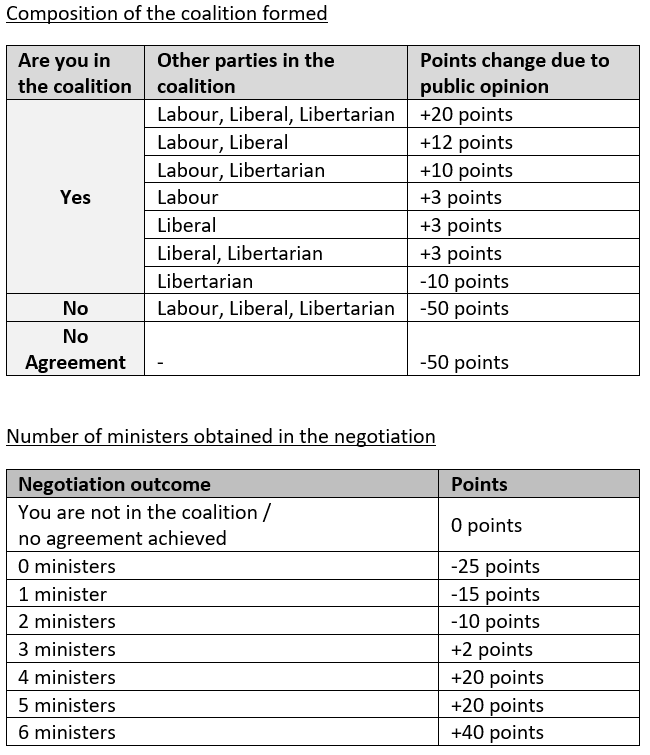 Composition of the coalition formed
Are you in the coalition Other parties in the coalition Points change due to public opinion
Yes
Labour, Liberal, Libertarian +20 points
Labour, Liberal +12 points
Labour, Libertarian +10 points
Labour +3 points
Liberal +3 points
Liberal, Libertarian +3 points
Libertarian -10 points
No Labour, Liberal, Libertarian -50 points
No Agreement - -50 points
Number of ministers obtained in the negotiation
Negotiation outcome Points
You are not in the coalition / no agreement achieved 0 points
0 ministers -25 points
1 minister -15 points
2 ministers -10 points
3 ministers +2 points
4 ministers +20 points
5 ministers +20 points
6 ministers +40 points